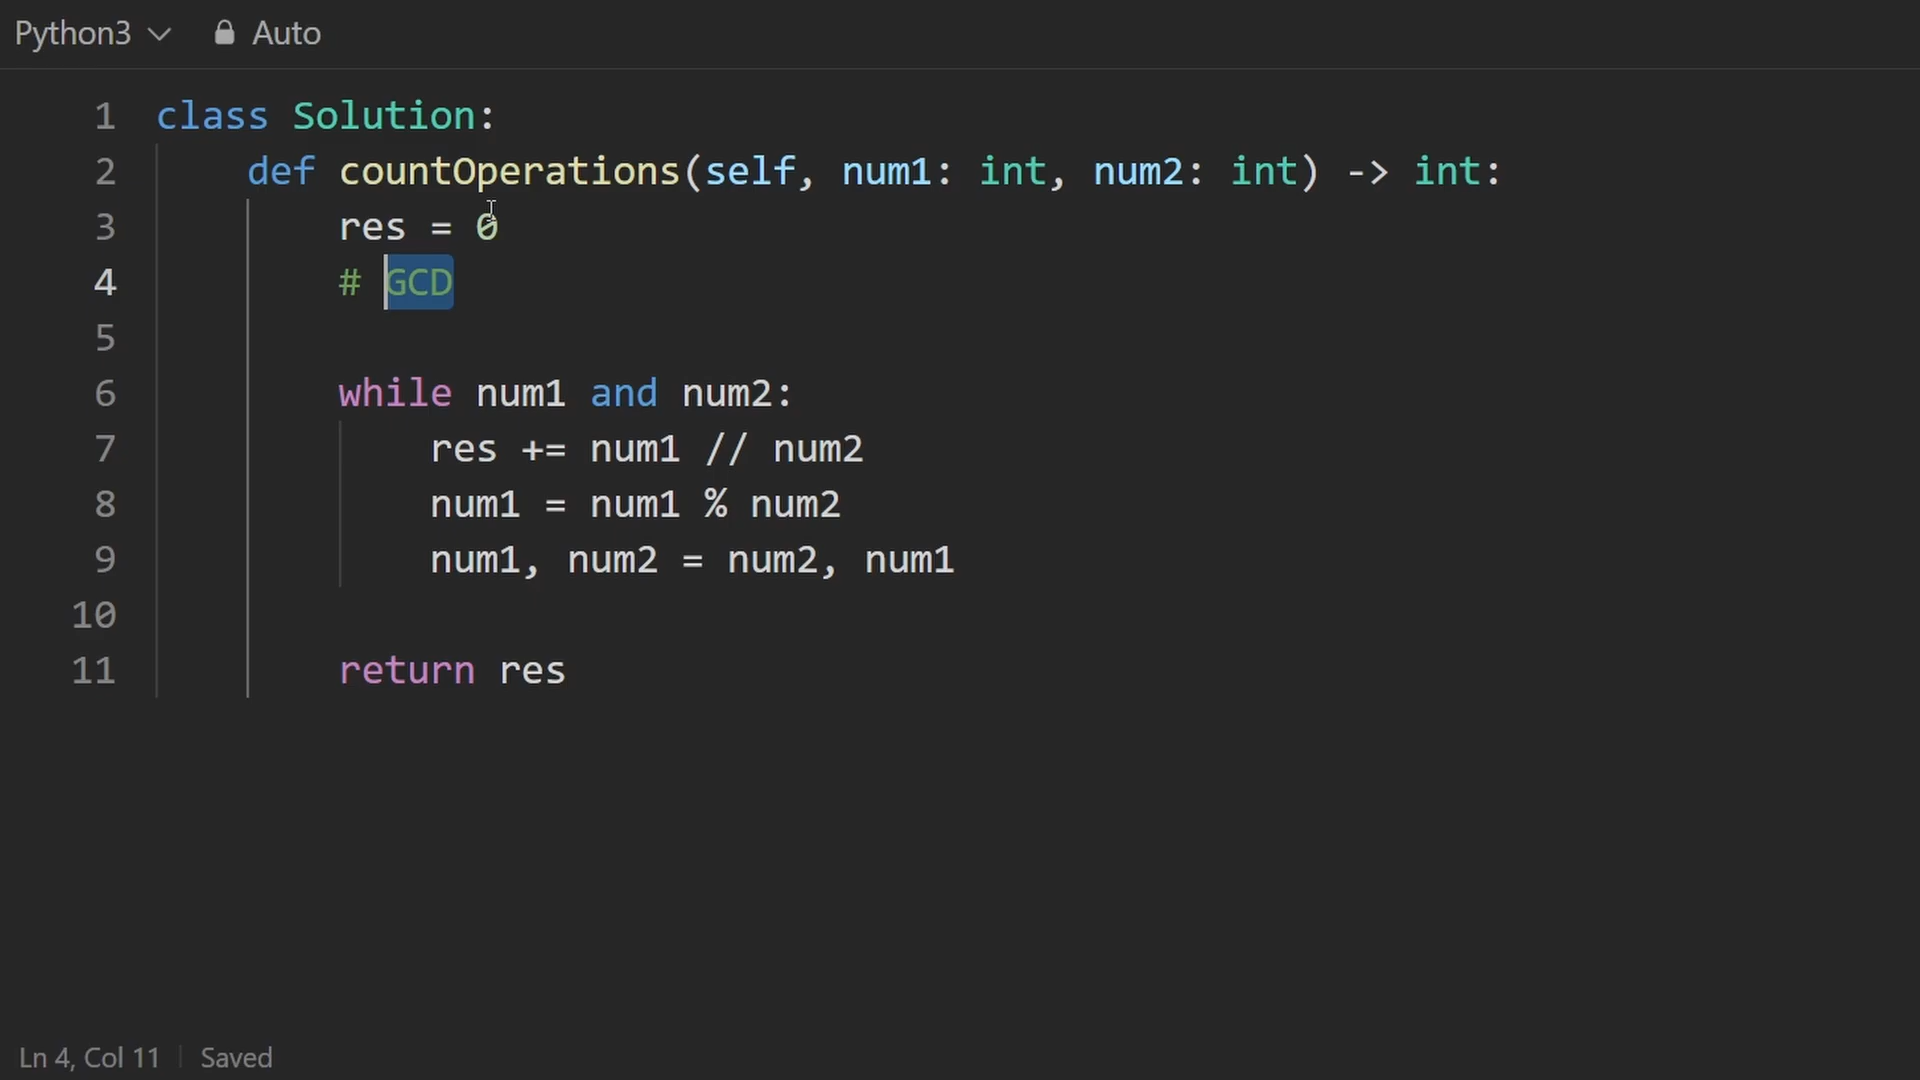 Python3 Auto
1 class Solution:
2 def countOperations(self, num1: int, num2: int) -> int:
3 res = 0
4 # GCD
5
6 while num1 and num2:
7 res += num1 // num2
8 num1 = num1 % num2
9 num1, num2 = num2, num1
10
11 return res
Ln 4, Col 11 Saved